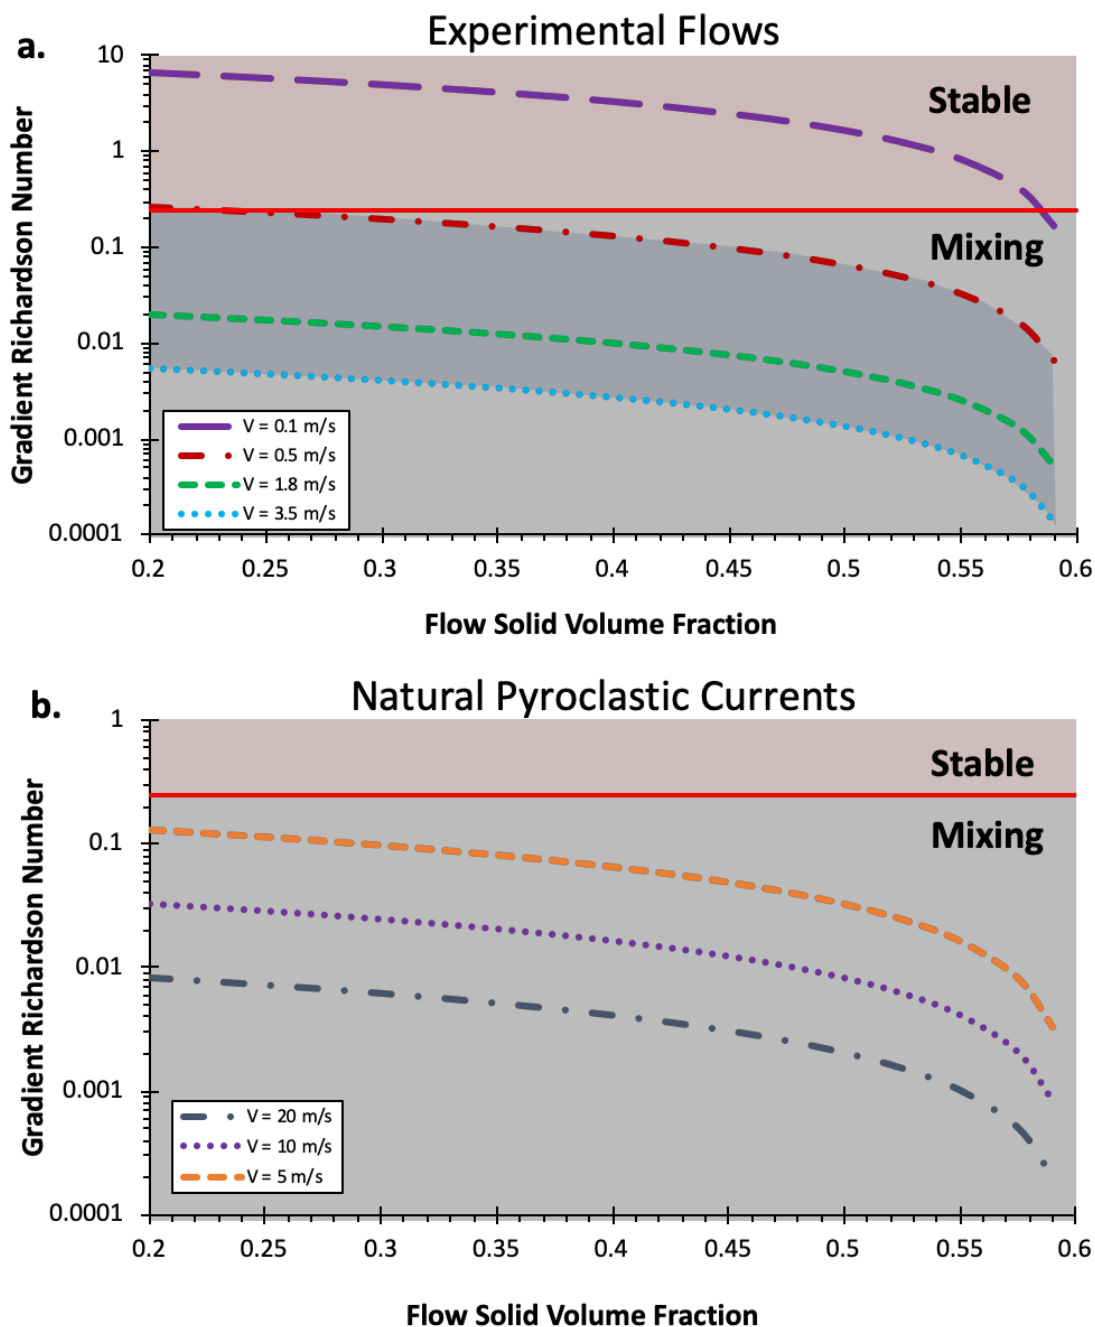 a.
Experimental Flows
Gradient Richardson Number
10
1
0.1
0.01
0.001
0.0001
Stable
Mixing
V = 0.1 m/s
V = 0.5 m/s
V = 1.8 m/s
V = 3.5 m/s
0.2 0.25 0.3 0.35 0.4 0.45 0.5 0.55 0.6
Flow Solid Volume Fraction
b.
Natural Pyroclastic Currents
Gradient Richardson Number
1
0.1
0.01
0.001
0.0001
Stable
Mixing
V = 20 m/s
V = 10 m/s
V = 5 m/s
0.2 0.25 0.3 0.35 0.4 0.45 0.5 0.55 0.6
Flow Solid Volume Fraction